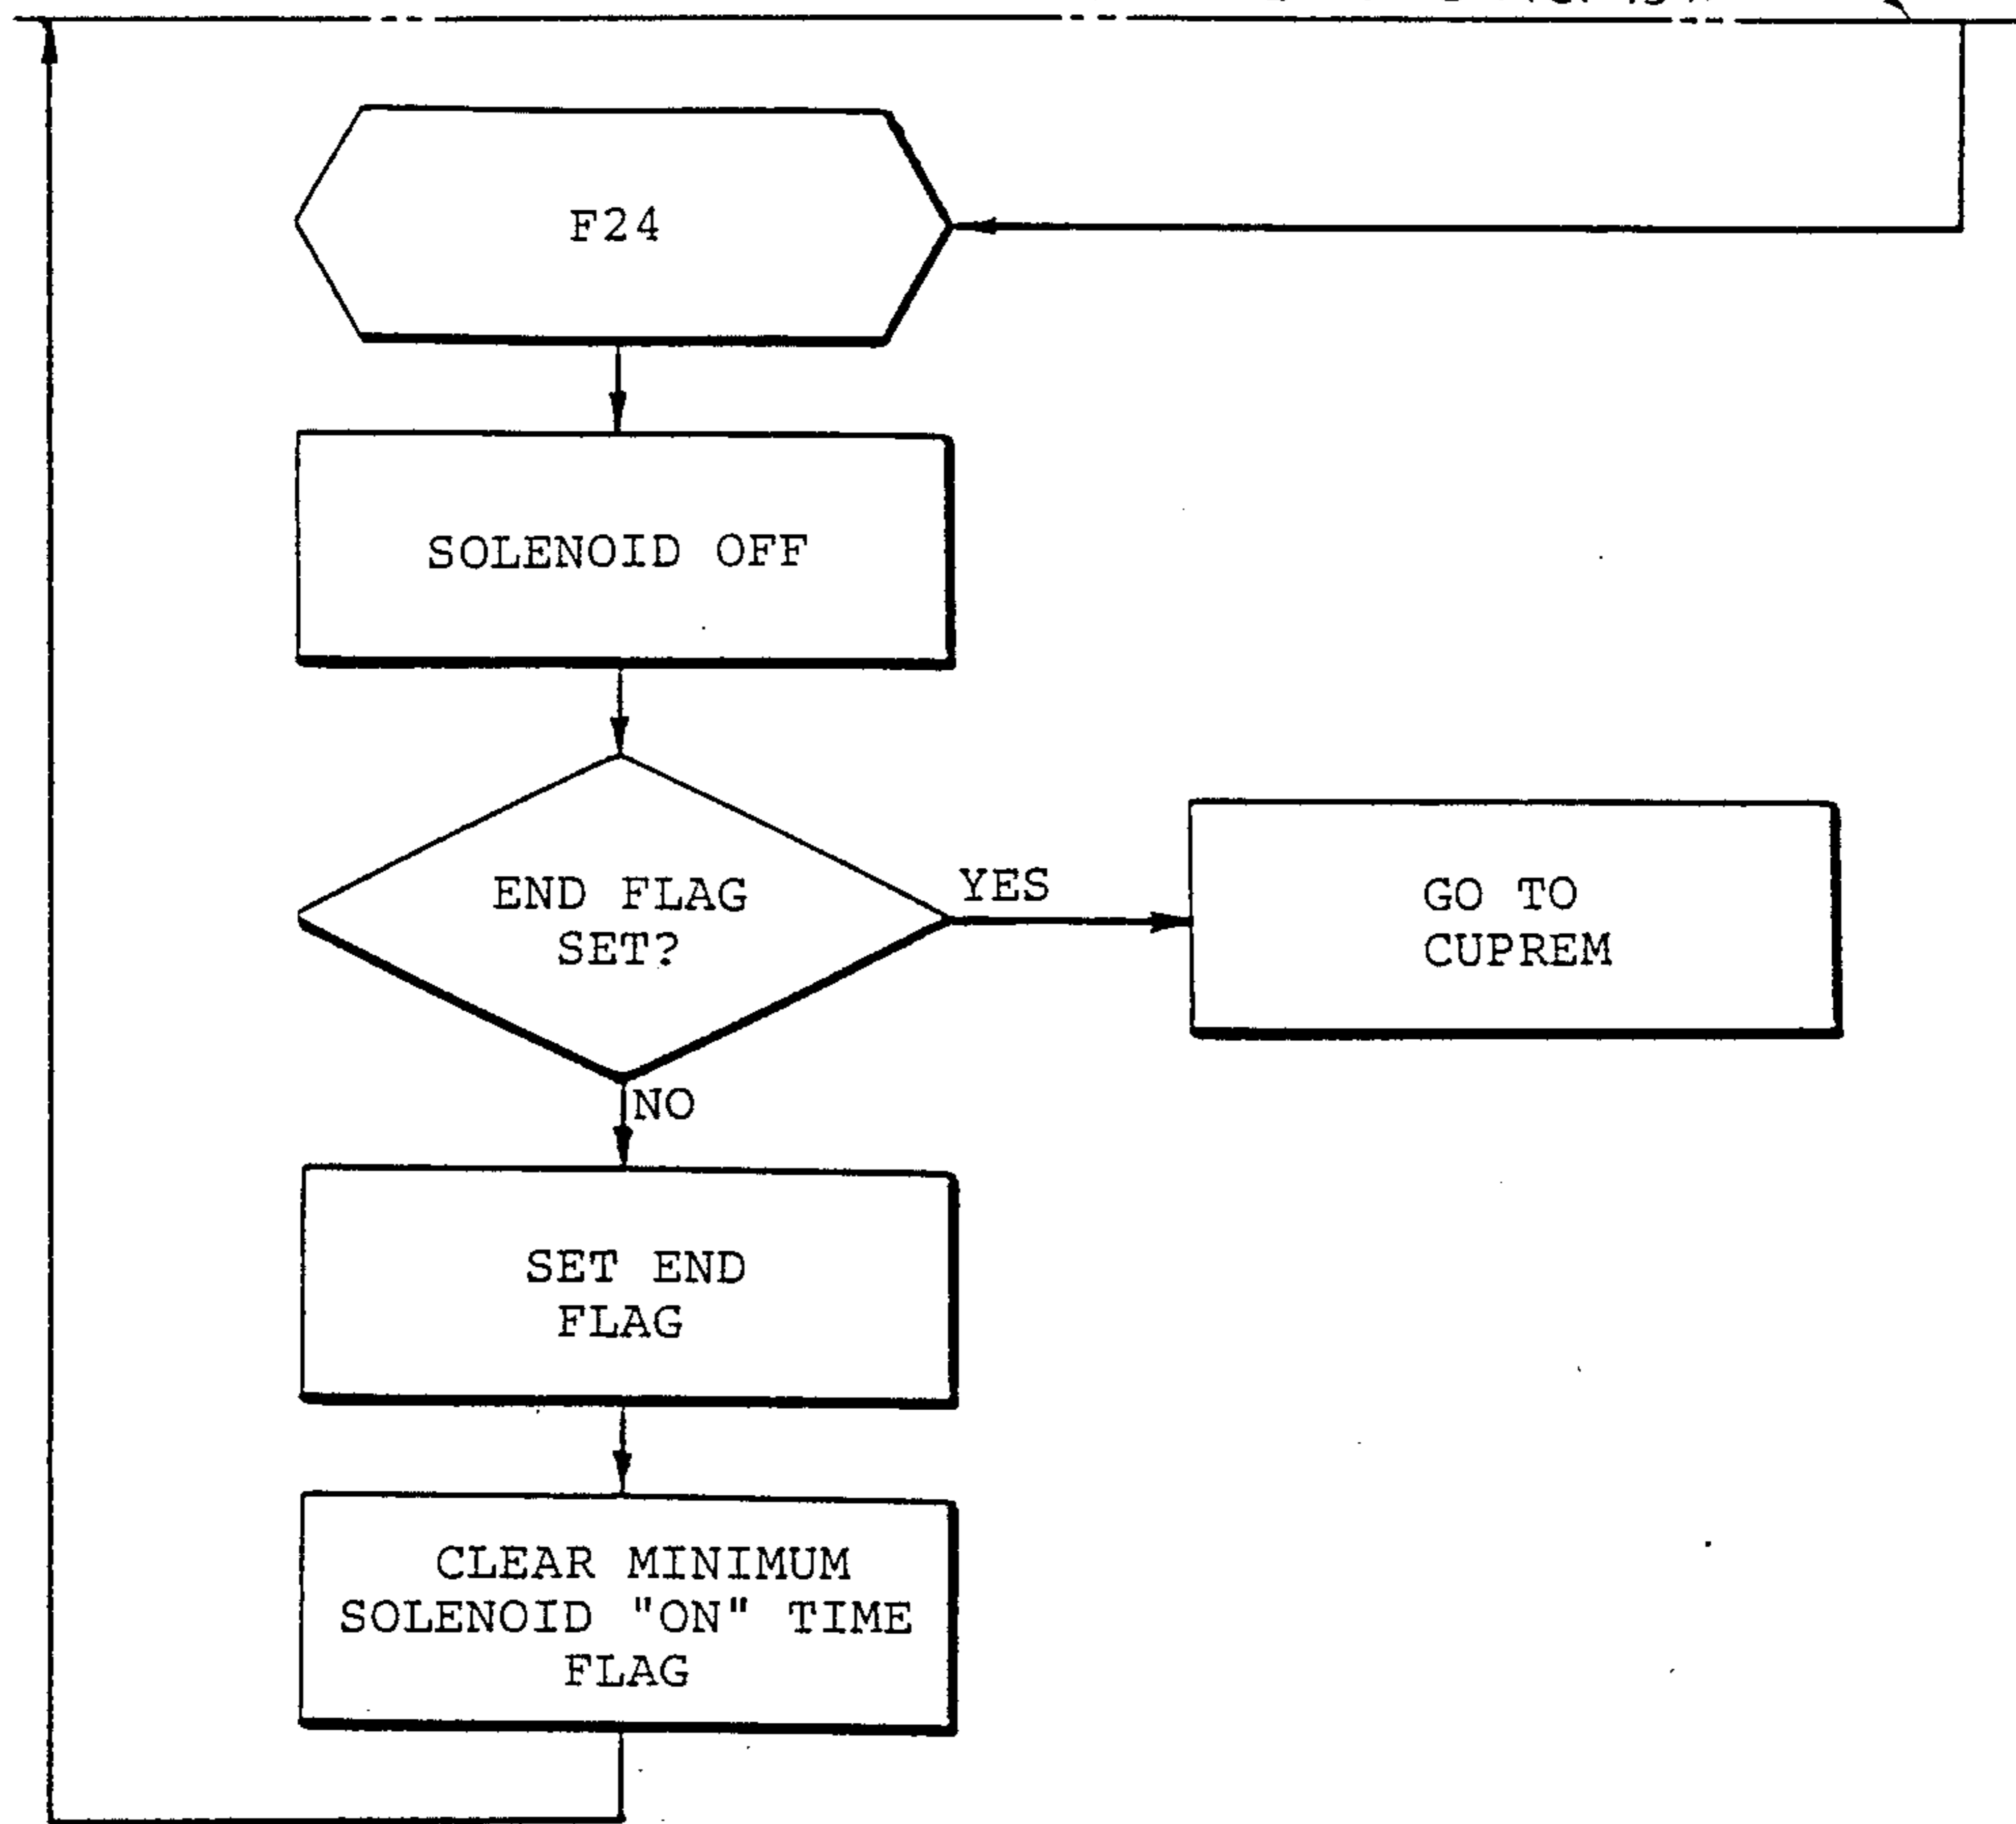 F24
SOLENOID OFF
END FLAG
SET?
YES
GO TO
CUPREM
NO
SET END
FLAG
CLEAR MINIMUM
SOLENOID "ON" TIME
FLAG